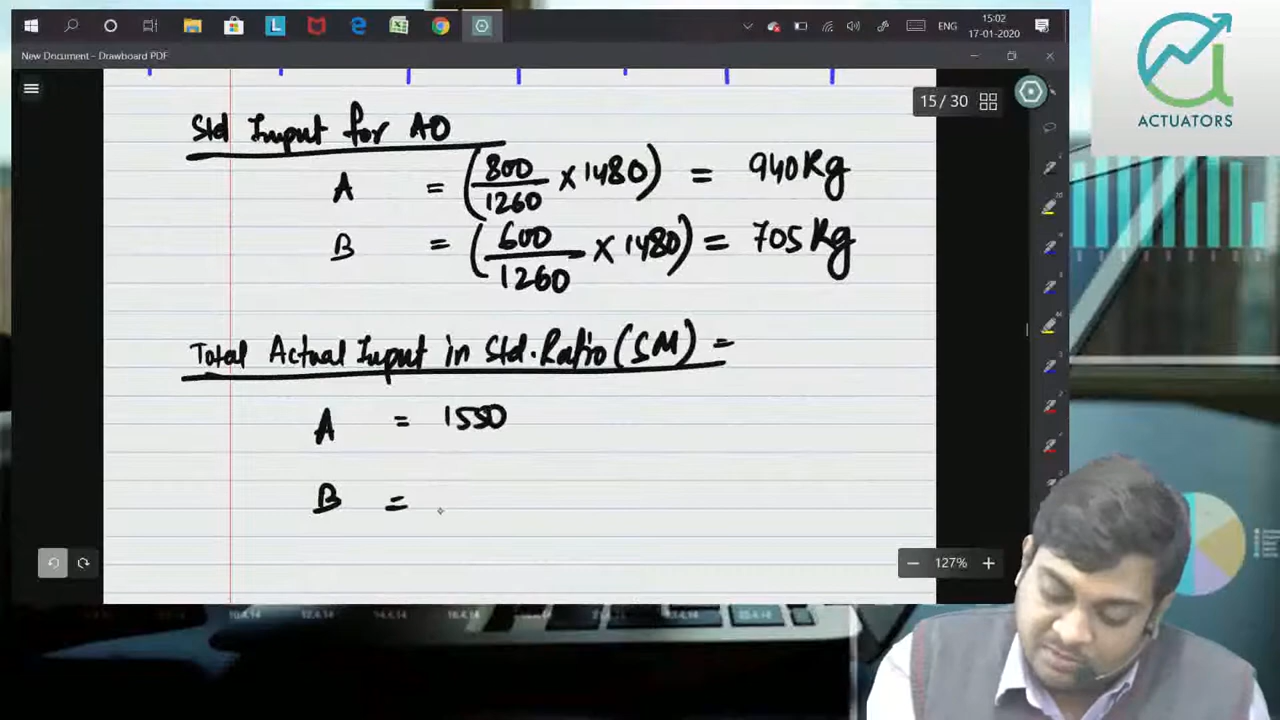 15:02
ENG
17-01-2020
New Document - Drawboard PDF
15 / 30
ACTUATORS
Std Input for AO
A = (800/1260 × 1480) = 940 Kg
B = (600/1260 × 1480) = 705 Kg
Total Actual Input in Std. Ratio (SM) =
A = 1550
B =
127%